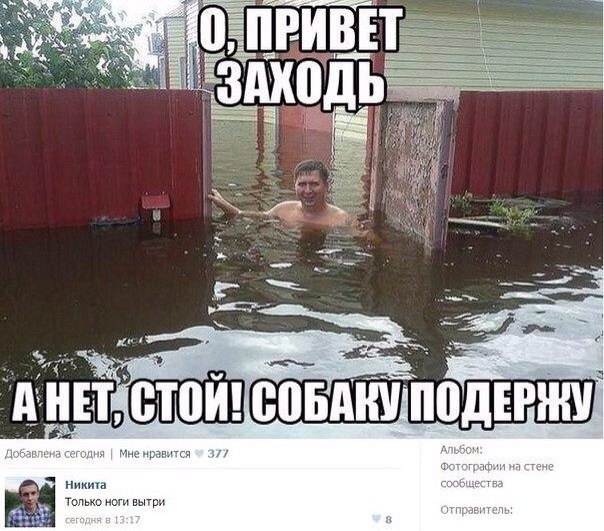 О, ПРИВЕТ
ЗАХОДЬ
А НЕТ, СТОЙ! СОБАКУ ПОДЕРЖУ
Добавлена сегодня | Мне нравится 377
Никита
Только ноги вытри
сегодня в 13:17
8
Альбом:
Фотографии на стене
сообщества
Отправитель: